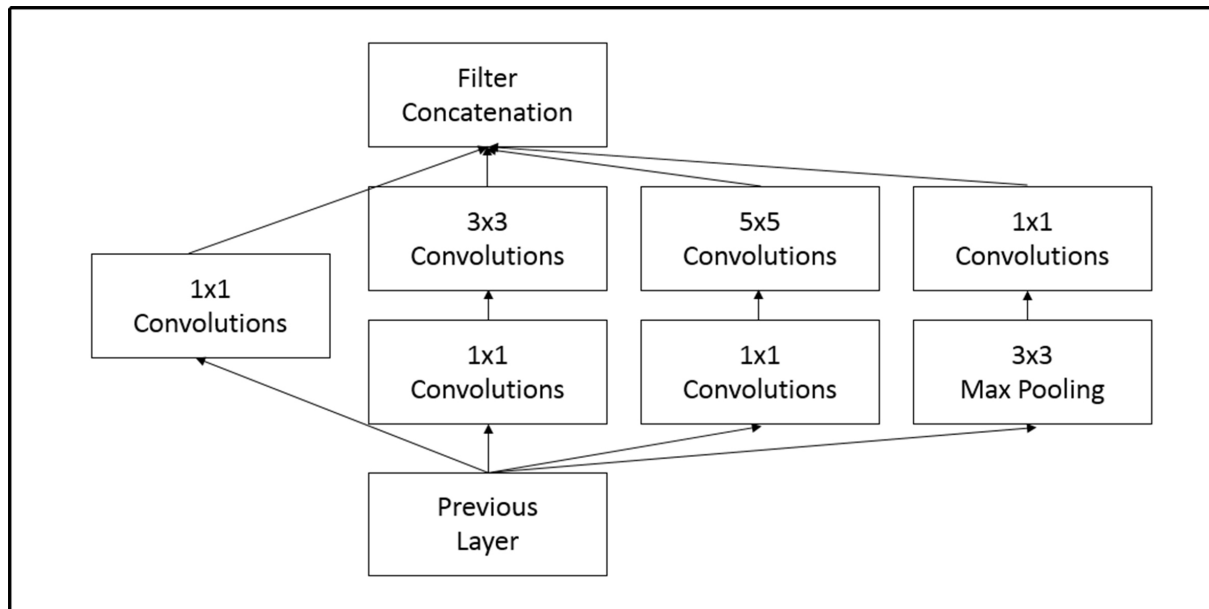 Filter
Concatenation
3x3
Convolutions
5x5
Convolutions
1x1
Convolutions
1x1
Convolutions
1x1
Convolutions
1x1
Convolutions
3x3
Max Pooling
Previous
Layer